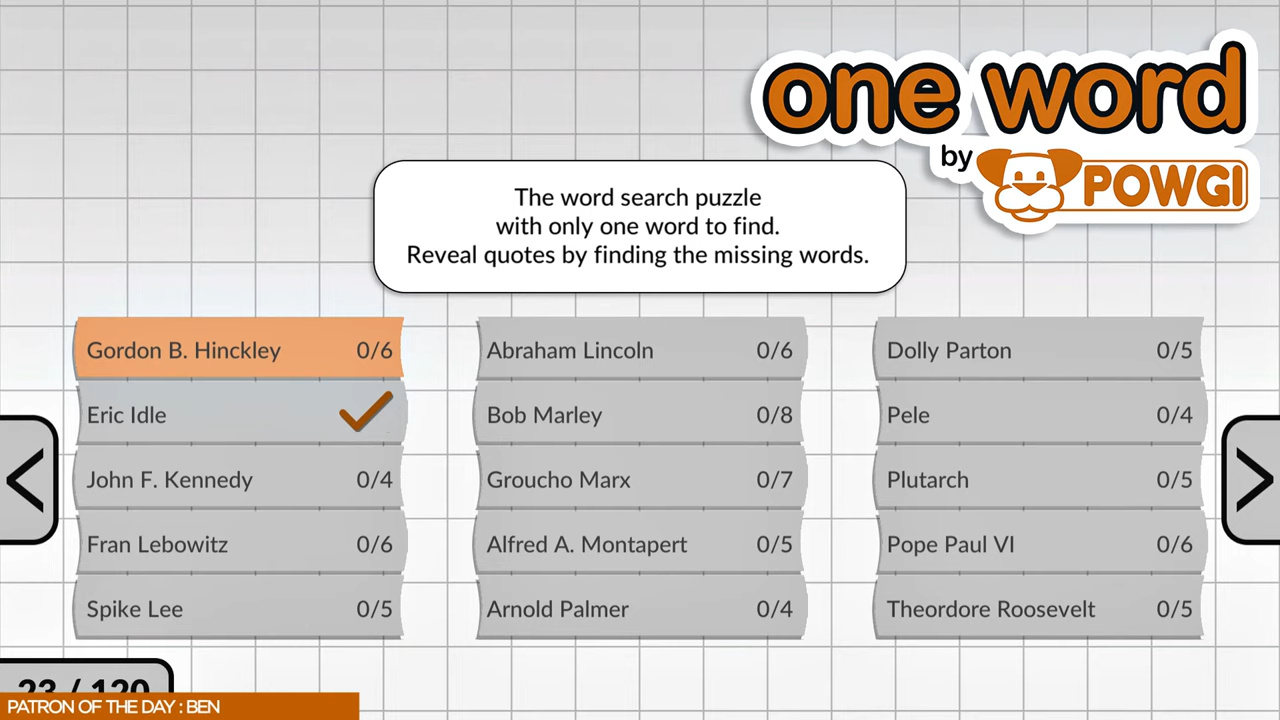 one word
by POWGI
The word search puzzle
with only one word to find.
Reveal quotes by finding the missing words.
Gordon B. Hinckley 0/6
Eric Idle
John F. Kennedy 0/4
Fran Lebowitz 0/6
Spike Lee 0/5
Abraham Lincoln 0/6
Bob Marley 0/8
Groucho Marx 0/7
Alfred A. Montapert 0/5
Arnold Palmer 0/4
Dolly Parton 0/5
Pele 0/4
Plutarch 0/5
Pope Paul VI 0/6
Theordore Roosevelt 0/5
< >
23 / 120
PATRON OF THE DAY : BEN